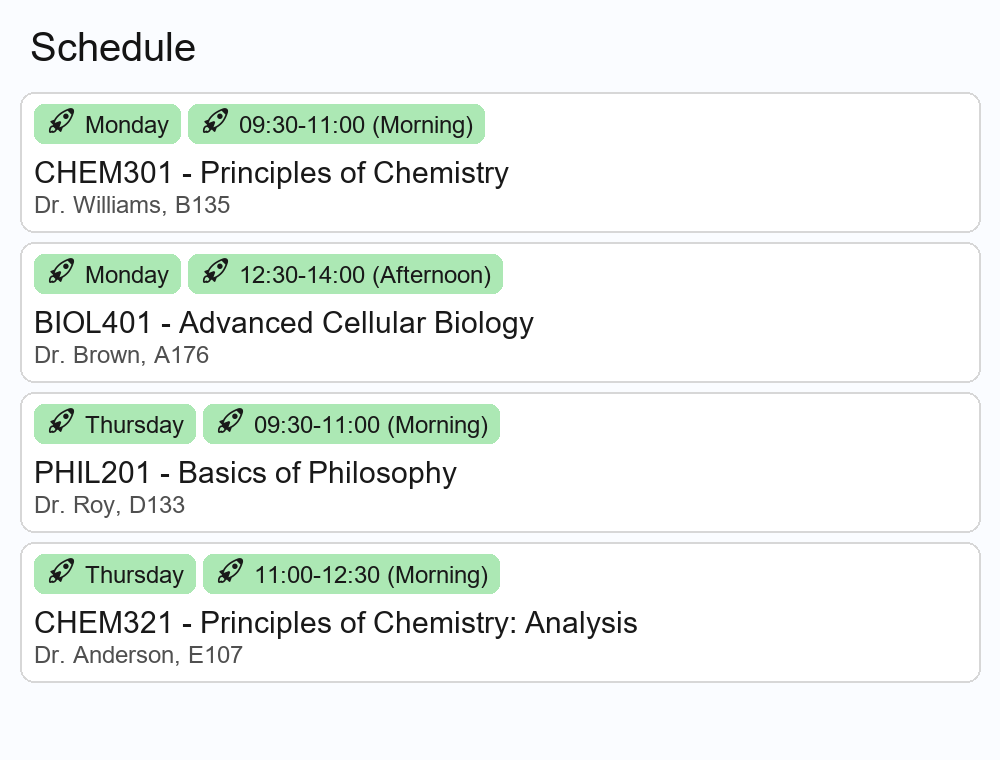 Schedule
Monday 09:30-11:00 (Morning)
CHEM301 - Principles of Chemistry
Dr. Williams, B135
Monday 12:30-14:00 (Afternoon)
BIOL401 - Advanced Cellular Biology
Dr. Brown, A176
Thursday 09:30-11:00 (Morning)
PHIL201 - Basics of Philosophy
Dr. Roy, D133
Thursday 11:00-12:30 (Morning)
CHEM321 - Principles of Chemistry: Analysis
Dr. Anderson, E107